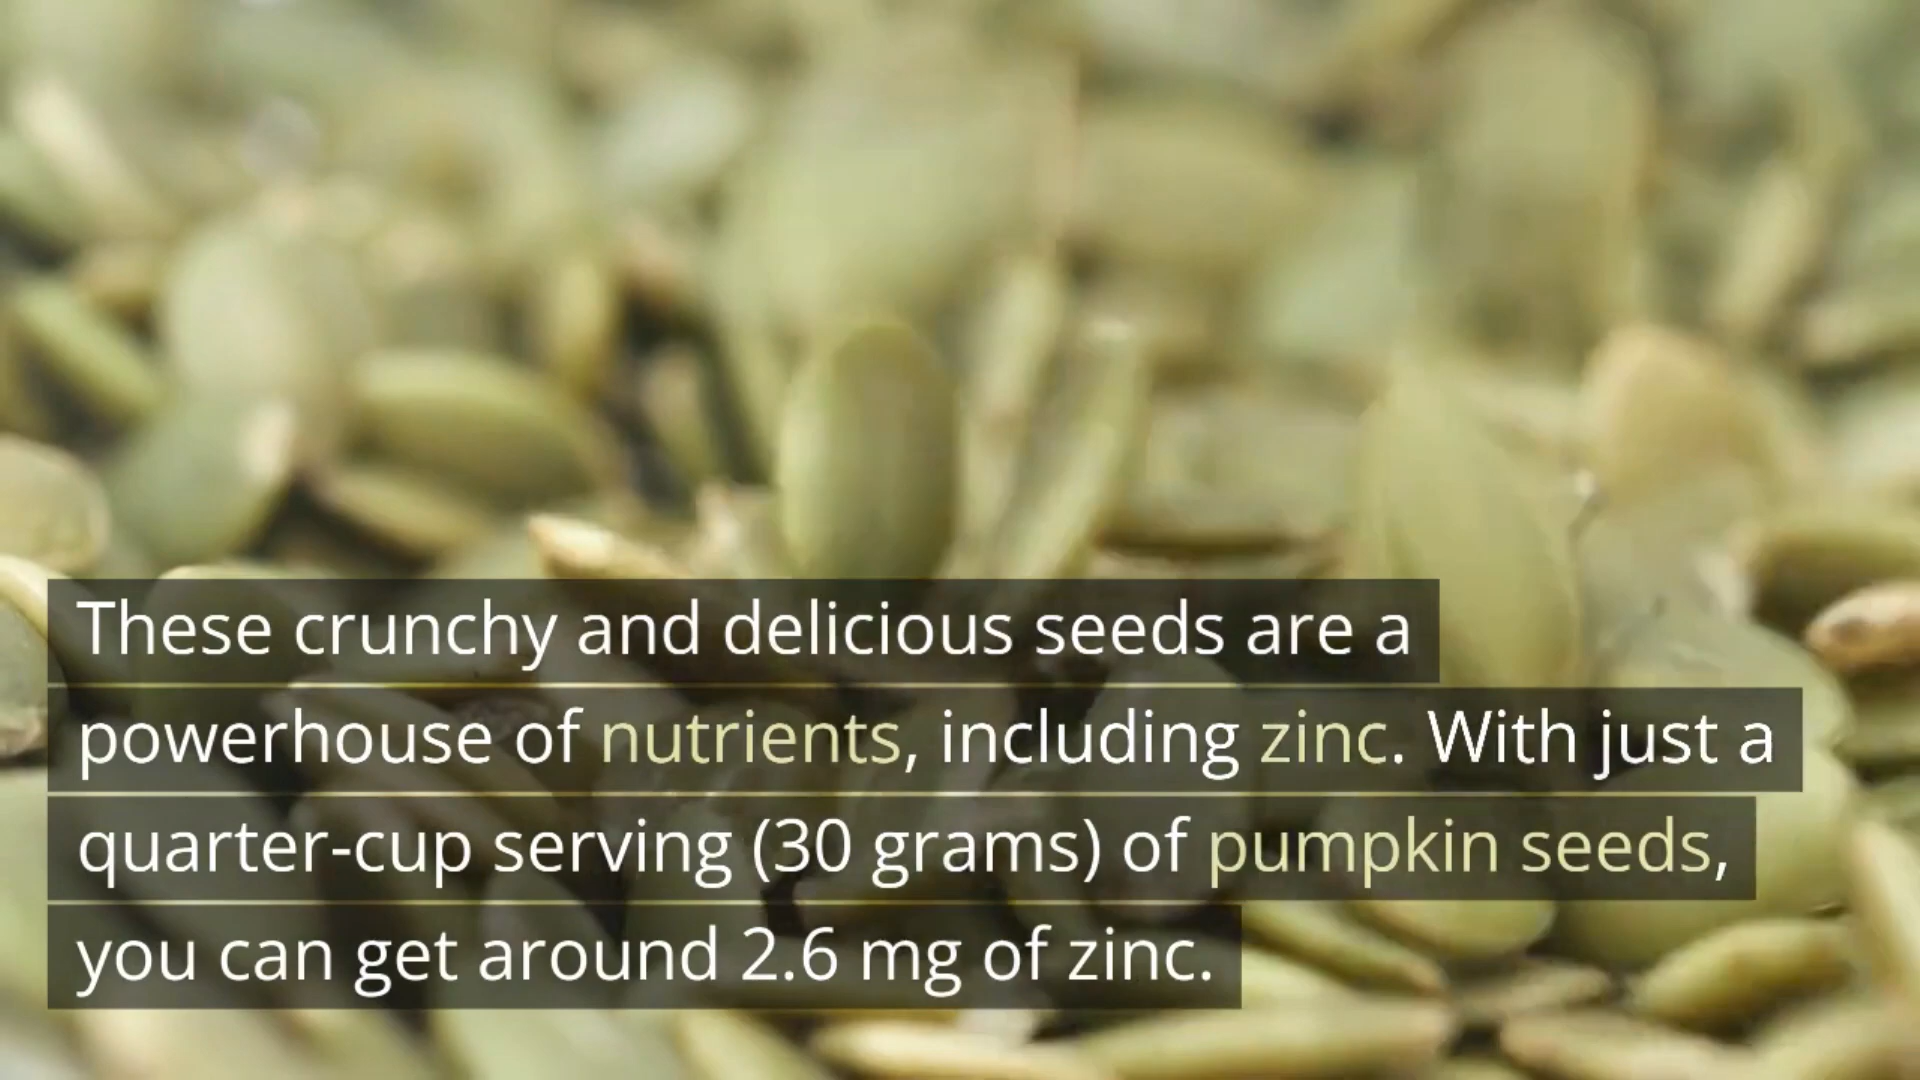 These crunchy and delicious seeds are a
powerhouse of nutrients, including zinc. With just a
quarter-cup serving (30 grams) of pumpkin seeds,
you can get around 2.6 mg of zinc.